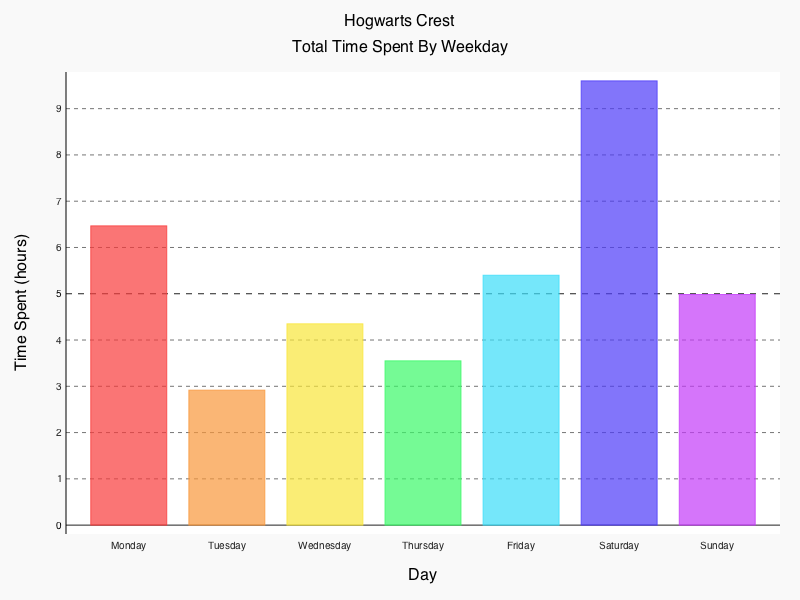 Hogwarts Crest
Total Time Spent By Weekday
Time Spent (hours)
9
8
7
6
5
4
3
2
1
0
Monday Tuesday Wednesday Thursday Friday Saturday Sunday
Day